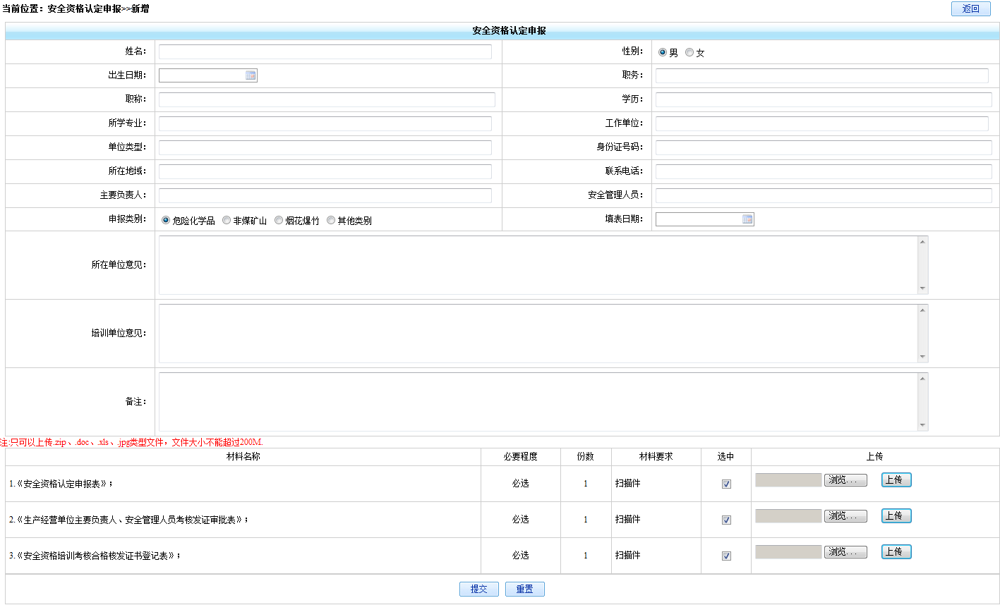 当前位置：安全资格认定申报>>新增
返回
安全资格认定申报
姓名：
性别： 男 女
出生日期：
职务：
职称：
学历：
所学专业：
工作单位：
单位类型：
身份证号码：
所在地域：
联系电话：
主要负责人：
安全管理人员：
申报类别： 危险化学品 非煤矿山 烟花爆竹 其他类别
填表日期：
所在单位意见：
培训单位意见：
备注：
注:只可以上传.zip、.doc、.xls、.jpg类型文件，文件大小不能超过200M.
材料名称 必要程度 份数 材料要求 选中 上传
1.《安全资格认定申报表》； 必选 1 扫描件 浏览... 上传
2.《生产经营单位主要负责人、安全管理人员考核发证审批表》； 必选 1 扫描件 浏览... 上传
3.《安全资格培训考核合格核发证书登记表》； 必选 1 扫描件 浏览... 上传
提交 重置